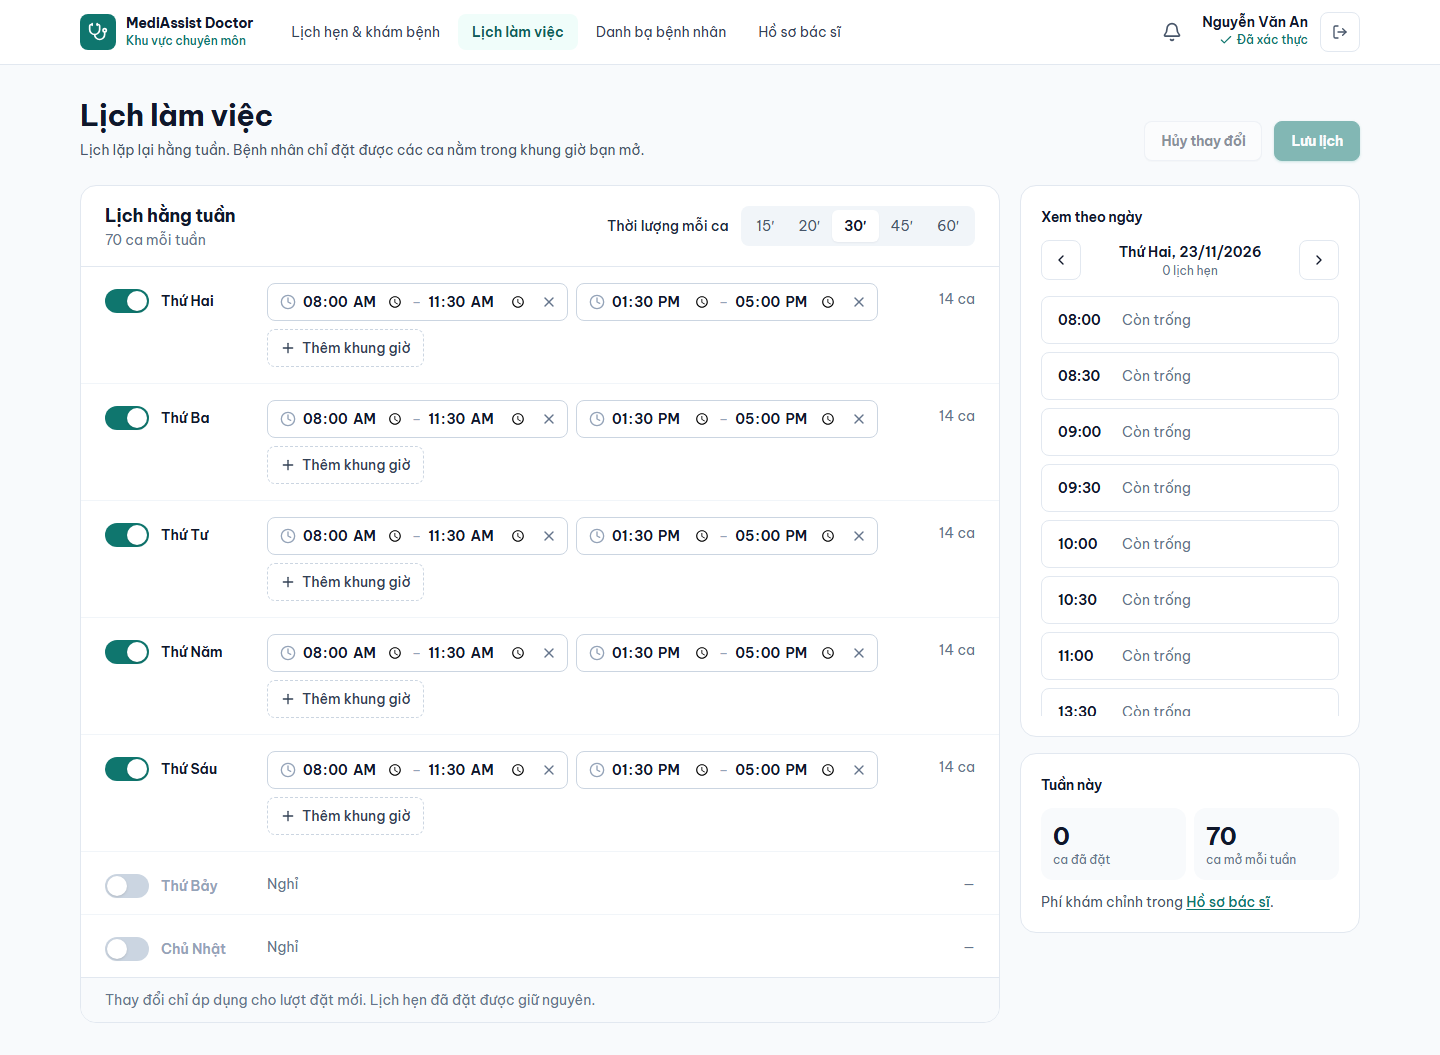 MediAssist Doctor
Khu vực chuyên môn
Lịch hẹn & khám bệnh
Lịch làm việc
Danh bạ bệnh nhân
Hồ sơ bác sĩ
Nguyễn Văn An
Đã xác thực
Lịch làm việc
Lịch lặp lại hằng tuần. Bệnh nhân chỉ đặt được các ca nằm trong khung giờ bạn mở.
Hủy thay đổi
Lưu lịch
Lịch hằng tuần
70 ca mỗi tuần
Thời lượng mỗi ca
15′ 20′ 30′ 45′ 60′
Thứ Hai
08:00 AM – 11:30 AM
01:30 PM – 05:00 PM
14 ca
Thêm khung giờ
Thứ Ba
08:00 AM – 11:30 AM
01:30 PM – 05:00 PM
14 ca
Thêm khung giờ
Thứ Tư
08:00 AM – 11:30 AM
01:30 PM – 05:00 PM
14 ca
Thêm khung giờ
Thứ Năm
08:00 AM – 11:30 AM
01:30 PM – 05:00 PM
14 ca
Thêm khung giờ
Thứ Sáu
08:00 AM – 11:30 AM
01:30 PM – 05:00 PM
14 ca
Thêm khung giờ
Thứ Bảy
Nghỉ
–
Chủ Nhật
Nghỉ
–
Thay đổi chỉ áp dụng cho lượt đặt mới. Lịch hẹn đã đặt được giữ nguyên.
Xem theo ngày
Thứ Hai, 23/11/2026
0 lịch hẹn
08:00 Còn trống
08:30 Còn trống
09:00 Còn trống
09:30 Còn trống
10:00 Còn trống
10:30 Còn trống
11:00 Còn trống
13:30 Còn trống
Tuần này
0
ca đã đặt
70
ca mở mỗi tuần
Phí khám chỉnh trong Hồ sơ bác sĩ.